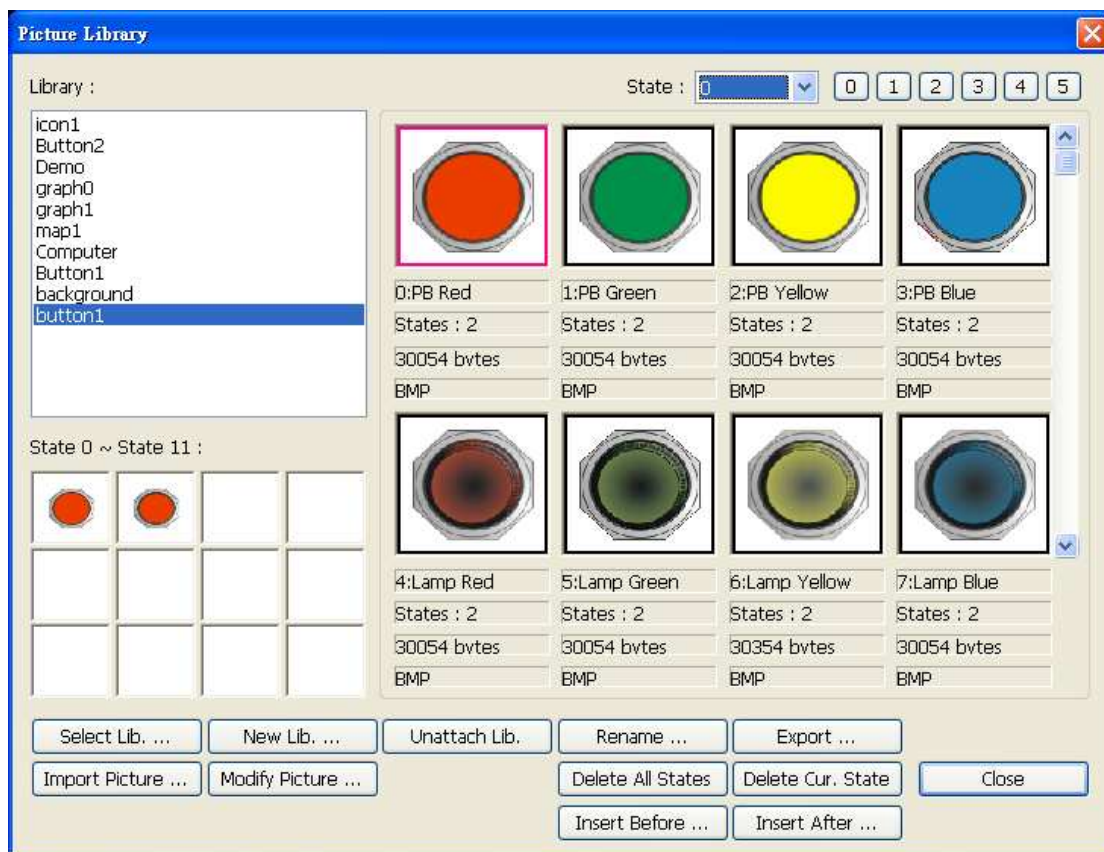 Picture Library
Library :
State : 0 0 1 2 3 4 5
icon1
Button2
Demo
graph0
graph1
map1
Computer
Button1
background
button1
0:PB Red 1:PB Green 2:PB Yellow 3:PB Blue
States : 2 States : 2 States : 2 States : 2
30054 bytes 30054 bytes 30054 bytes 30054 bytes
BMP BMP BMP BMP
State 0 ~ State 11 :
4:Lamp Red 5:Lamp Green 6:Lamp Yellow 7:Lamp Blue
States : 2 States : 2 States : 2 States : 2
30054 bytes 30054 bytes 30354 bytes 30054 bytes
BMP BMP BMP BMP
Select Lib. ... New Lib. ... Unattach Lib. Rename ... Export ...
Import Picture ... Modify Picture ... Delete All States Delete Cur. State Close
Insert Before ... Insert After ...